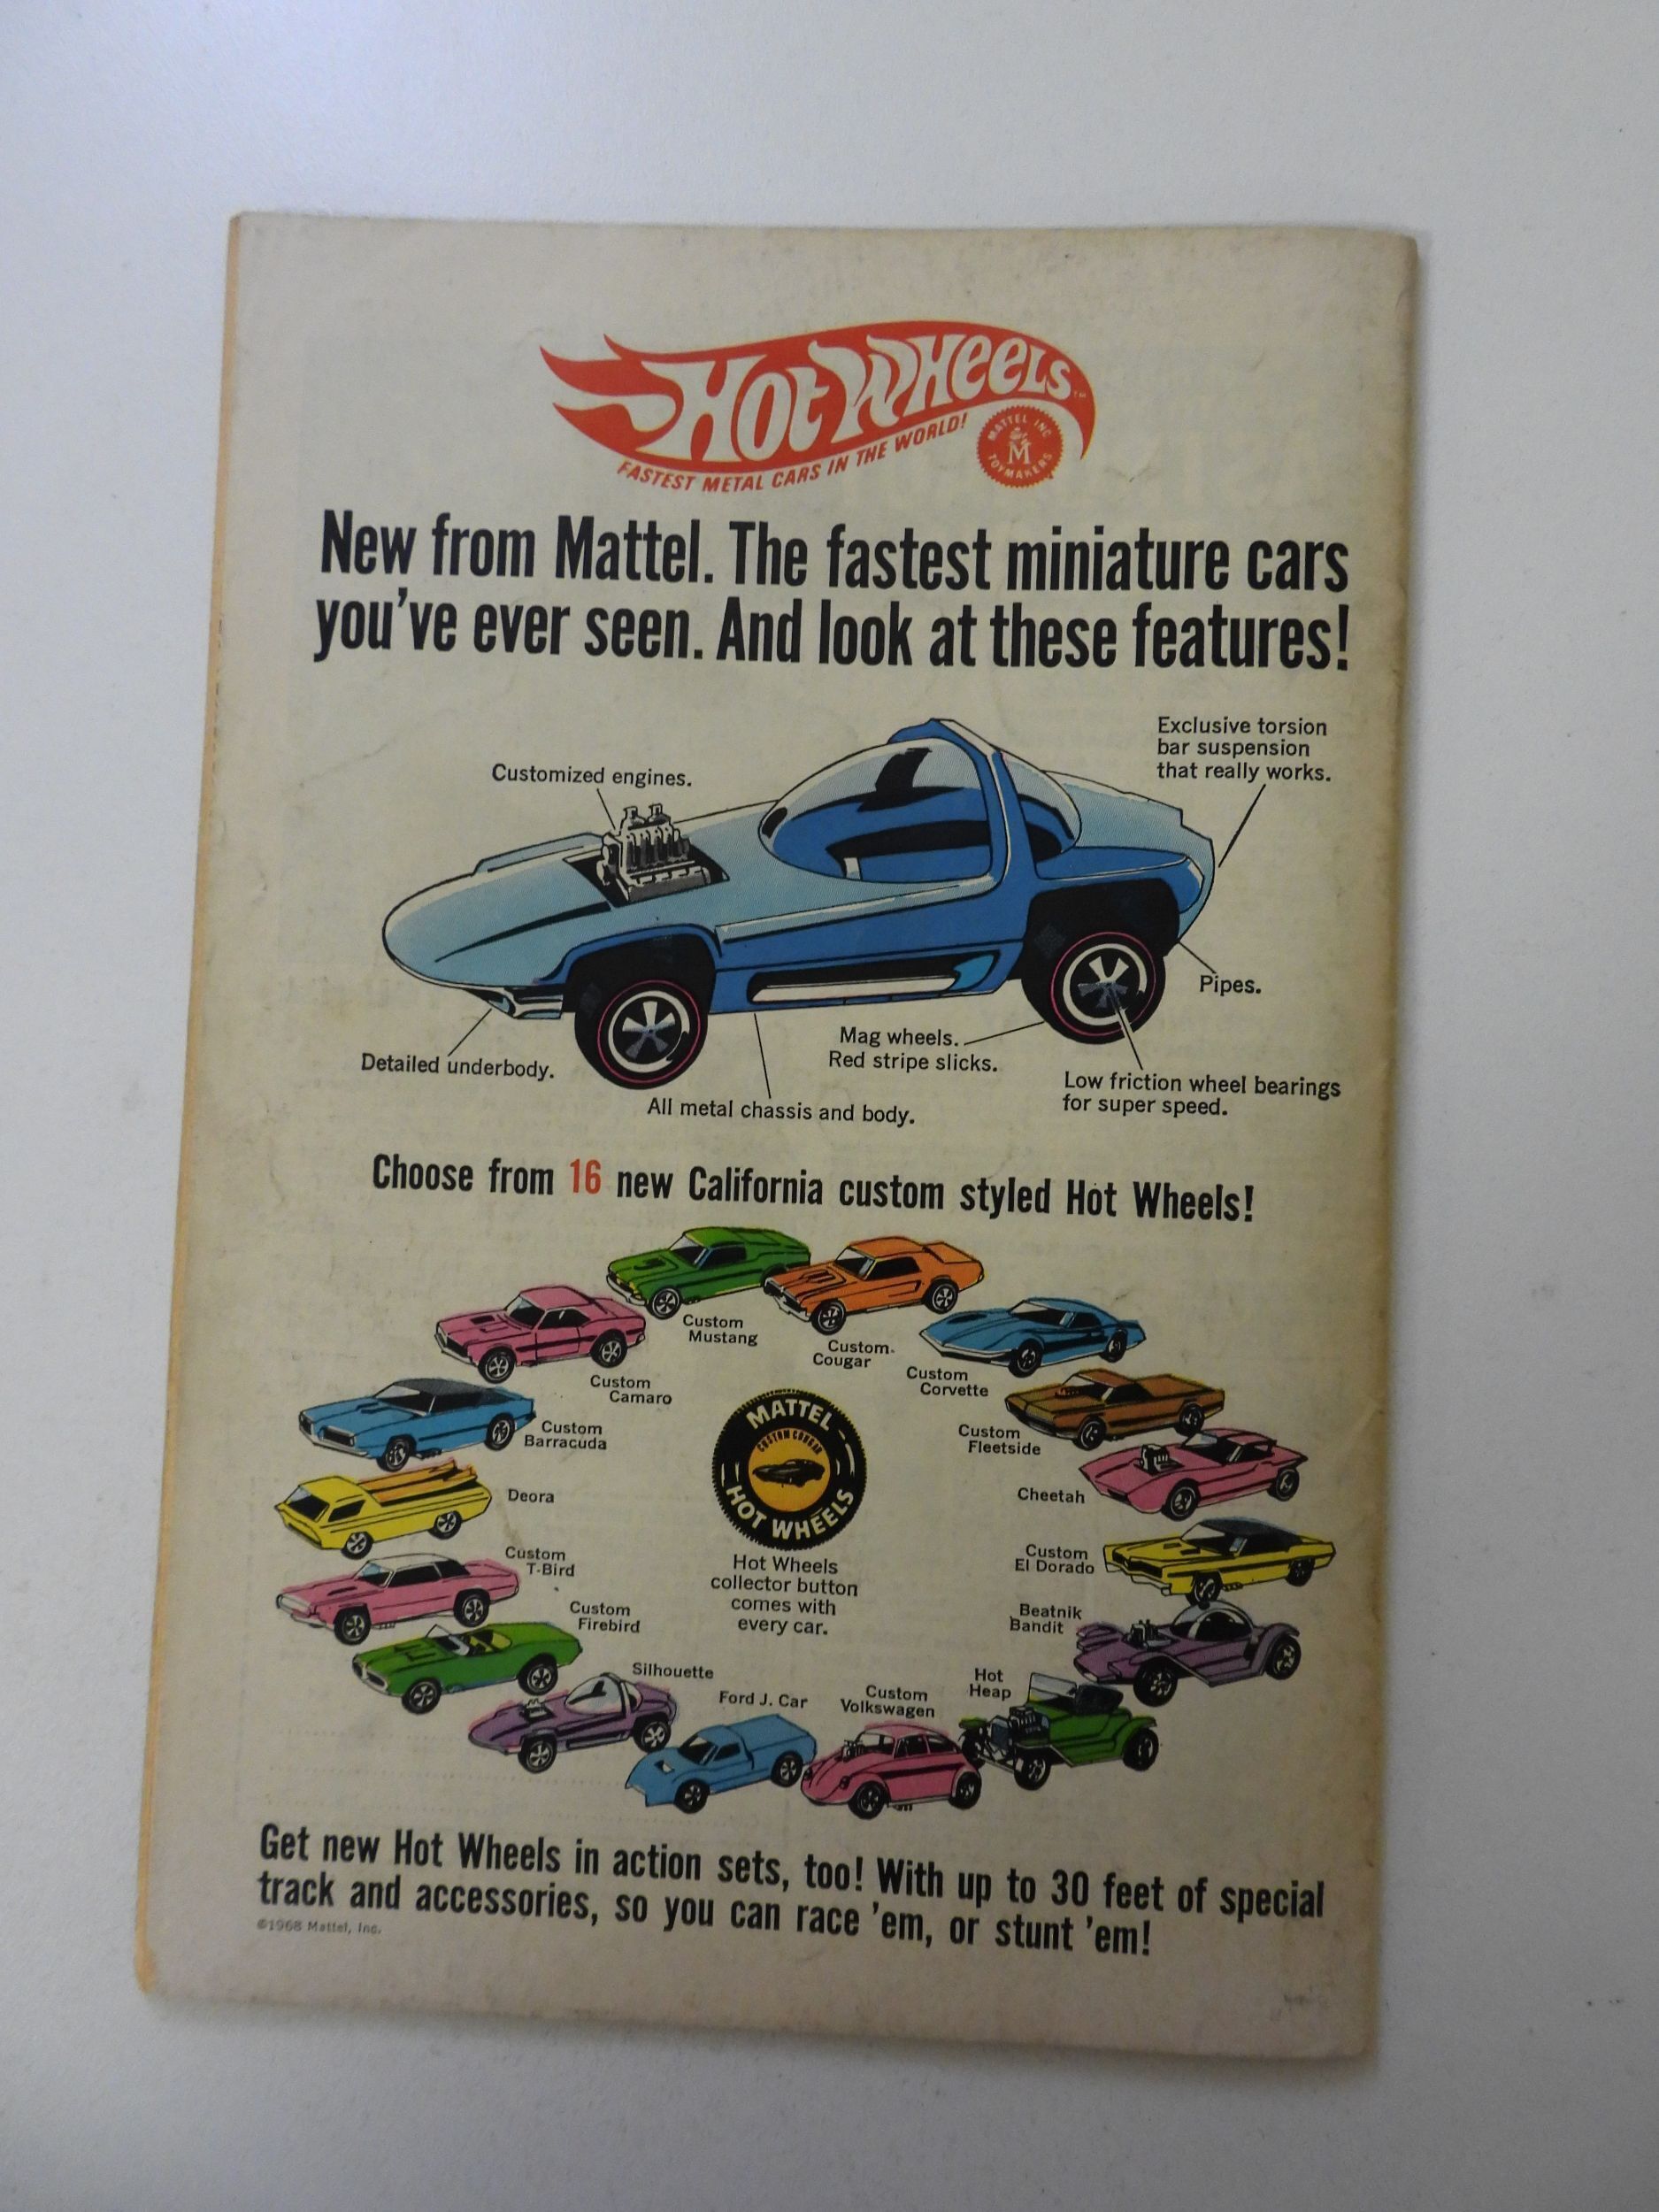 HOT WHEELS™
FASTEST METAL CARS IN THE WORLD!
MATTEL INC
M
TOYMAKERS
New from Mattel. The fastest miniature cars
you've ever seen. And look at these features!
Exclusive torsion
bar suspension
that really works.
Customized engines.
Pipes.
Mag wheels.
Red stripe slicks.
Detailed underbody.
Low friction wheel bearings
for super speed.
All metal chassis and body.
Choose from 16 new California custom styled Hot Wheels!
Custom
Mustang
Custom
Cougar
Custom
Camaro
Custom
Corvette
Custom
Barracuda
Custom
Fleetside
Deora
Cheetah
MATTEL
CUSTOM COUGAR
HOT WHEELS
Hot Wheels
collector button
comes with
every car.
Custom
T-Bird
Custom
El Dorado
Custom
Firebird
Beatnik
Bandit
Silhouette
Ford J. Car
Custom
Volkswagen
Hot
Heap
Get new Hot Wheels in action sets, too! With up to 30 feet of special
track and accessories, so you can race 'em, or stunt 'em!
©1968 Mattel, Inc.